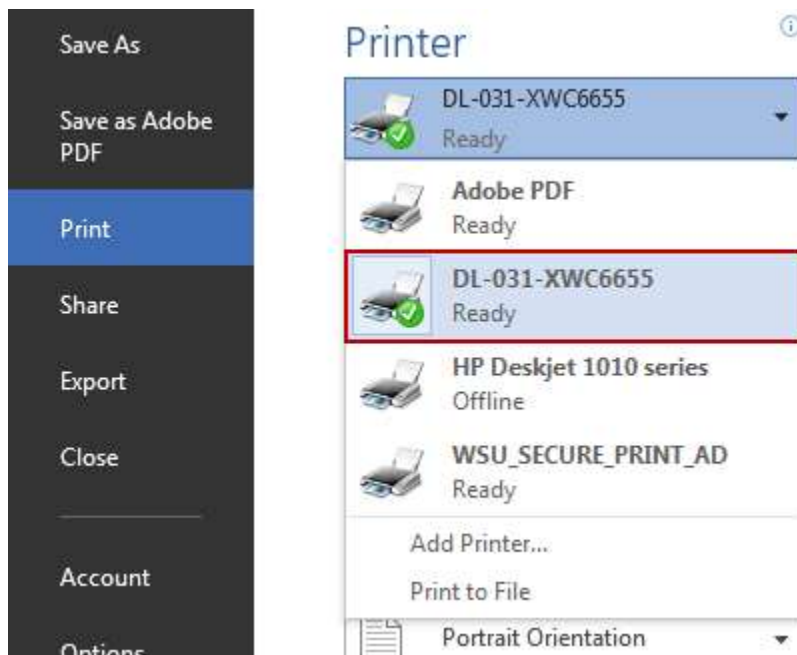 Save As
Save as Adobe
PDF
Print
Share
Export
Close
Account
Options
Printer
DL-031-XWC6655
Ready
Adobe PDF
Ready
DL-031-XWC6655
Ready
HP Deskjet 1010 series
Offline
WSU_SECURE_PRINT_AD
Ready
Add Printer...
Print to File
Portrait Orientation